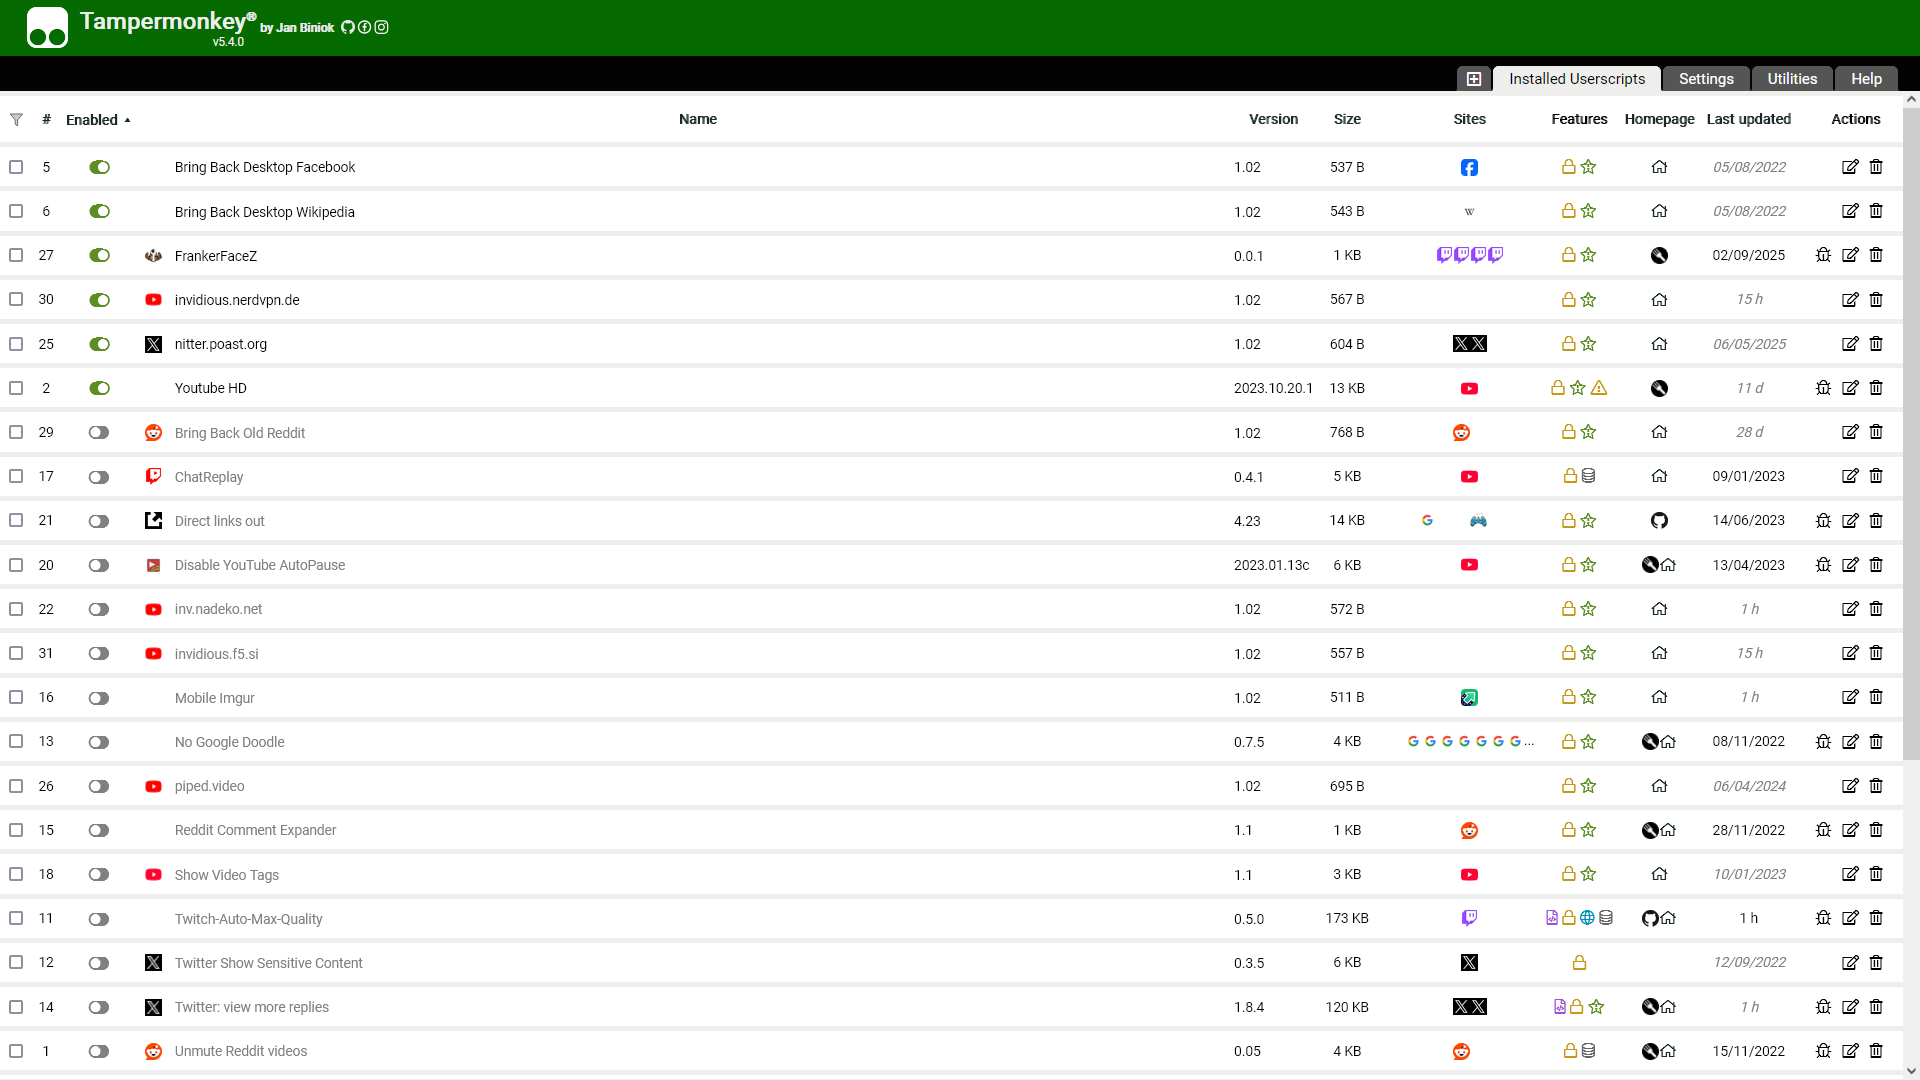 Tampermonkey® by Jan Biniok
v5.4.0
Installed Userscripts Settings Utilities Help
# Enabled Name Version Size Sites Features Homepage Last updated Actions
5 Bring Back Desktop Facebook 1.02 537 B 05/08/2022
6 Bring Back Desktop Wikipedia 1.02 543 B W 05/08/2022
27 FrankerFaceZ 0.0.1 1 KB 02/09/2025
30 invidious.nerdvpn.de 1.02 567 B 15 h
25 nitter.poast.org 1.02 604 B 06/05/2025
2 Youtube HD 2023.10.20.1 13 KB 11 d
29 Bring Back Old Reddit 1.02 768 B 28 d
17 ChatReplay 0.4.1 5 KB 09/01/2023
21 Direct links out 4.23 14 KB 14/06/2023
20 Disable YouTube AutoPause 2023.01.13c 6 KB 13/04/2023
22 inv.nadeko.net 1.02 572 B 1 h
31 invidious.f5.si 1.02 557 B 15 h
16 Mobile Imgur 1.02 511 B 1 h
13 No Google Doodle 0.7.5 4 KB ... 08/11/2022
26 piped.video 1.02 695 B 06/04/2024
15 Reddit Comment Expander 1.1 1 KB 28/11/2022
18 Show Video Tags 1.1 3 KB 10/01/2023
11 Twitch-Auto-Max-Quality 0.5.0 173 KB 1 h
12 Twitter Show Sensitive Content 0.3.5 6 KB 12/09/2022
14 Twitter: view more replies 1.8.4 120 KB 1 h
1 Unmute Reddit videos 0.05 4 KB 15/11/2022